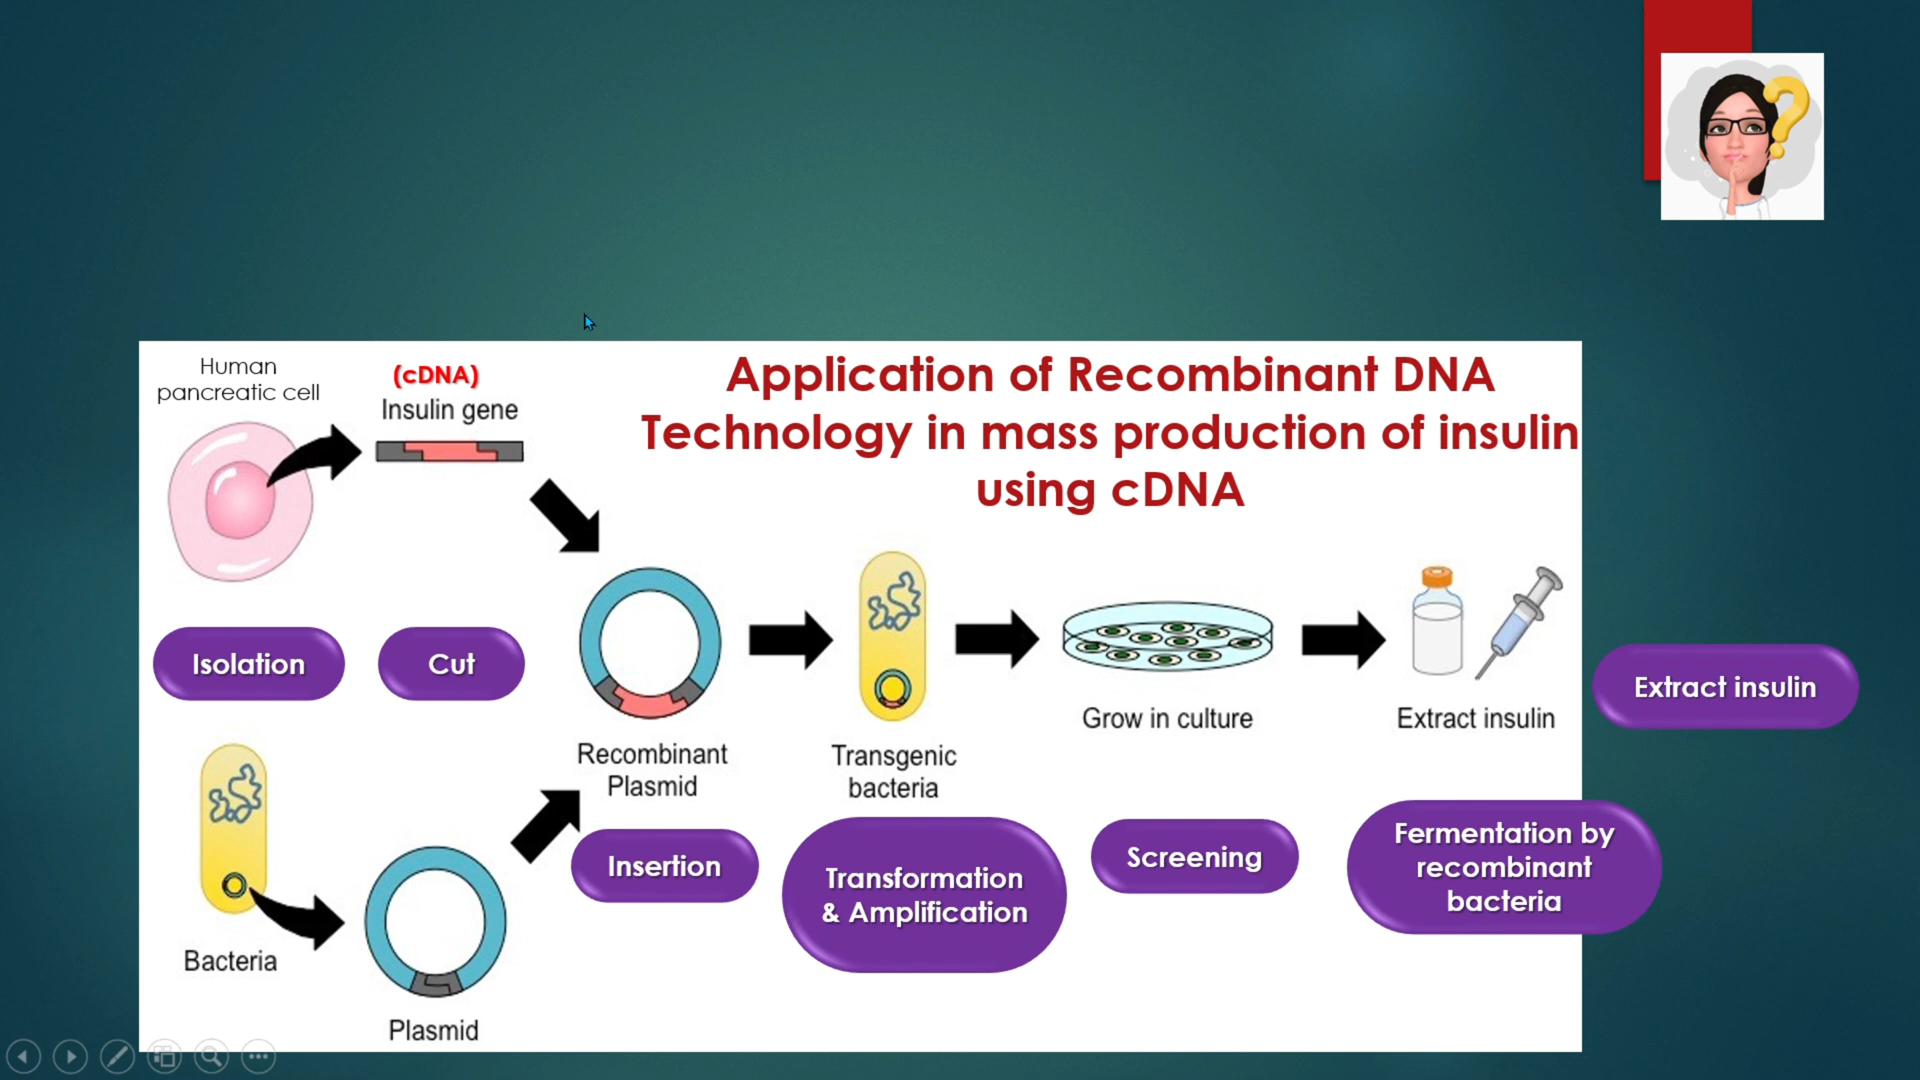 Application of Recombinant DNA
Technology in mass production of insulin
using cDNA
Human
pancreatic cell
(cDNA)
Insulin gene
Isolation
Cut
Bacteria
Plasmid
Recombinant
Plasmid
Insertion
Transgenic
bacteria
Transformation
& Amplification
Grow in culture
Screening
Extract insulin
Fermentation by
recombinant
bacteria
Extract insulin